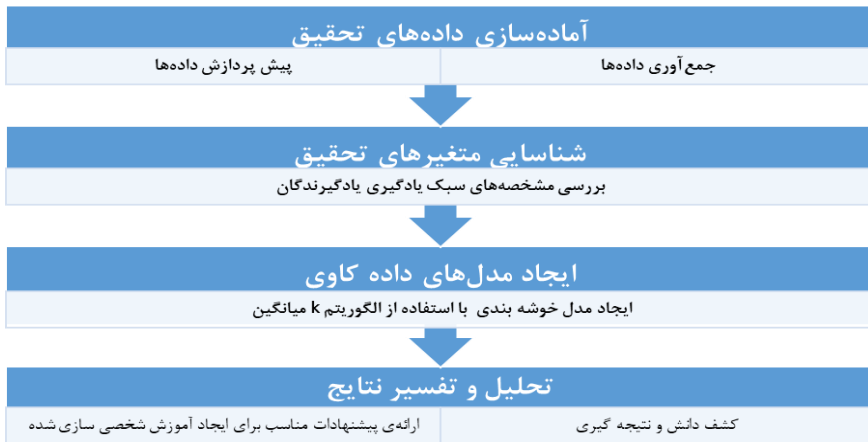 آماده‌سازی داده‌های تحقیق
جمع‌آوری داده‌ها
پیش پردازش داده‌ها
شناسایی متغیرهای تحقیق
بررسی مشخصه‌های سبک یادگیری یادگیرندگان
ایجاد مدل‌های داده کاوی
ایجاد مدل خوشه بندی با استفاده از الگوریتم k میانگین
تحلیل و تفسیر نتایج
کشف دانش و نتیجه گیری
ارائه‌ی پیشنهادات مناسب برای ایجاد آموزش شخصی سازی شده